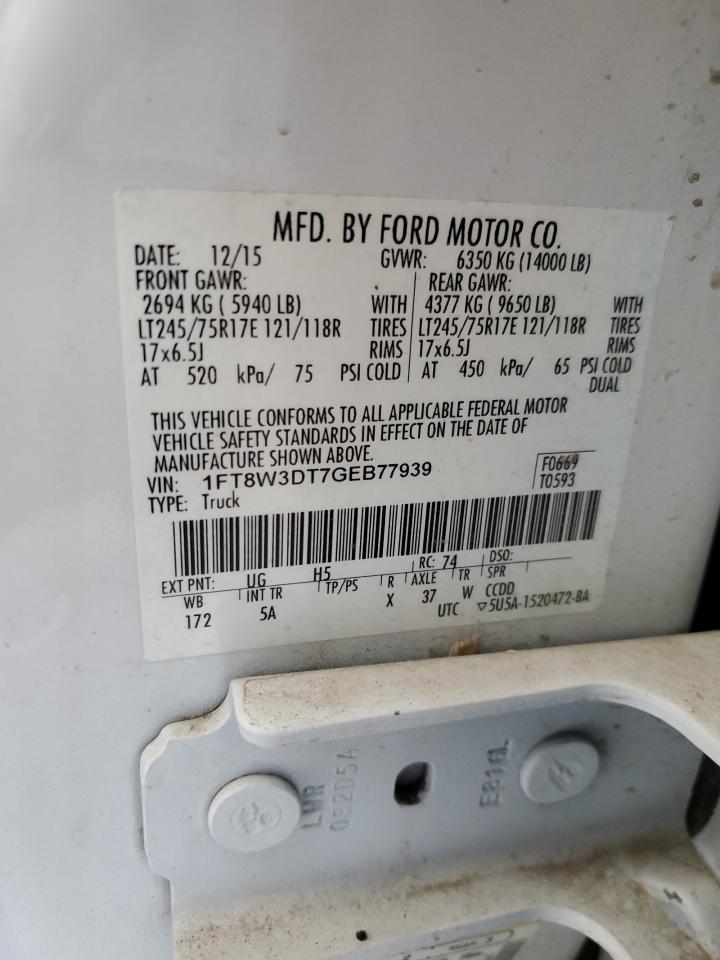 MFD. BY FORD MOTOR CO.
DATE: 12/15 GVWR: 6350 KG (14000 LB)
FRONT GAWR: REAR GAWR:
2694 KG ( 5940 LB) WITH 4377 KG ( 9650 LB) WITH
LT245/75R17E 121/118R TIRES LT245/75R17E 121/118R TIRES
17x6.5J RIMS 17x6.5J RIMS
AT 520 kPa/ 75 PSI COLD AT 450 kPa/ 65 PSI COLD
DUAL
THIS VEHICLE CONFORMS TO ALL APPLICABLE FEDERAL MOTOR
VEHICLE SAFETY STANDARDS IN EFFECT ON THE DATE OF
MANUFACTURE SHOWN ABOVE.
VIN: 1FT8W3DT7GEB77939 F0669
TYPE: Truck T0593
EXT PNT: UG H5 RC: 74 DSO:
WB INT TR TP/PS R AXLE TR SPR
172 5A X 37 W CCDD
UTC ▽5U5A-1520472-BA
LWR
082D5A
E816L